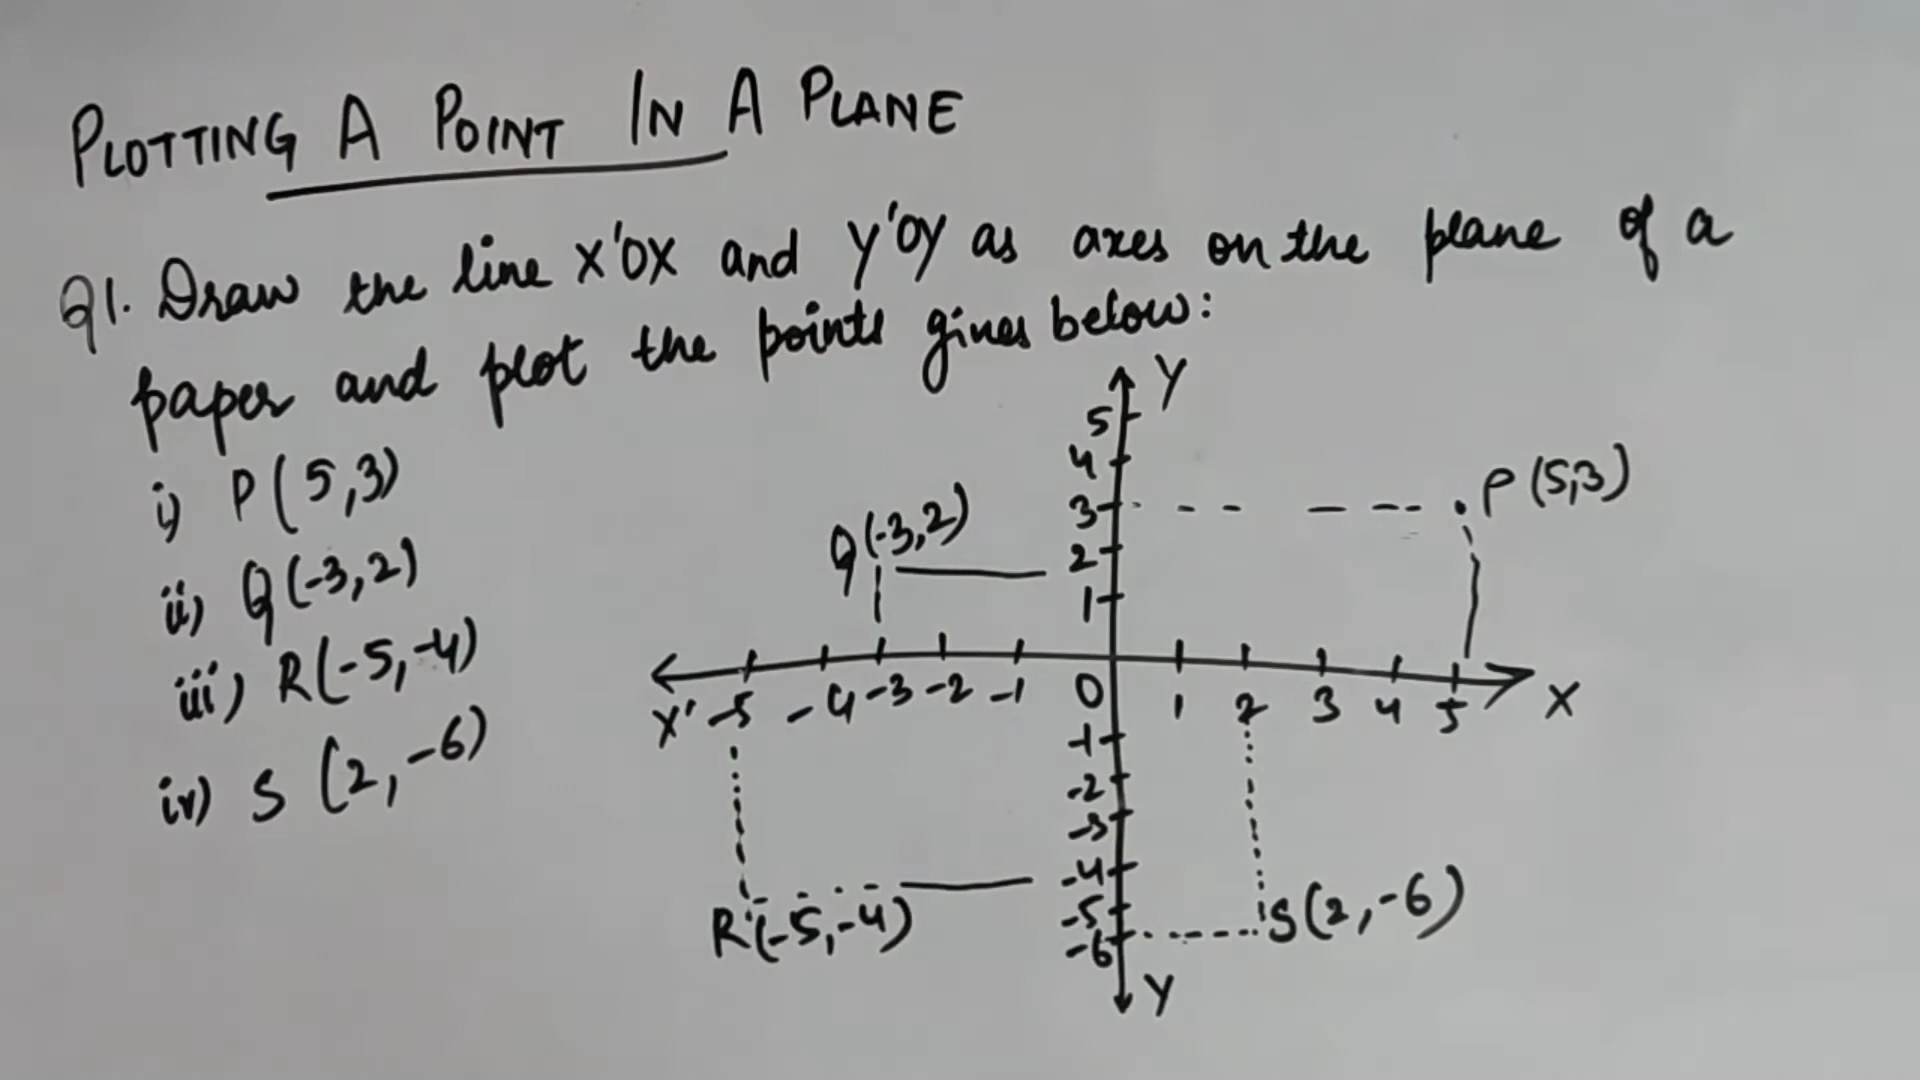 PLOTTING A POINT IN A PLANE
Q1. Draw the line X'OX and Y'OY as axes on the plane of a
paper and plot the points gines below:
i) P(5,3)
ii) Q(-3,2)
iii) R(-5,-4)
iv) S (2,-6)
Y
5
4
3
2
1
P(5,3)
Q(-3,2)
X' -5 -4 -3 -2 -1 0 1 2 3 4 5 X
-1
-2
-3
-4
-5
-6
R(-5,-4)
S(2,-6)
Y